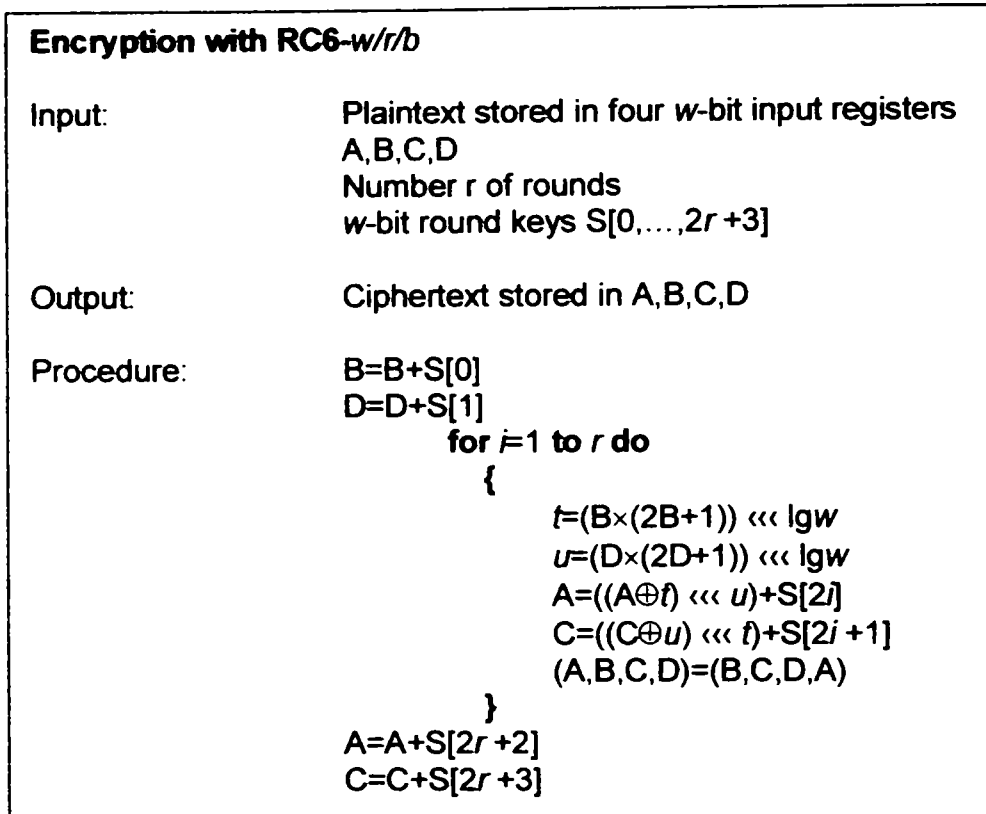 Encryption with RC6-w/r/b
Input: Plaintext stored in four w-bit input registers
A,B,C,D
Number r of rounds
w-bit round keys S[0,...,2r+3]
Output: Ciphertext stored in A,B,C,D
Procedure: B=B+S[0]
D=D+S[1]
for i=1 to r do
{
t=(B×(2B+1)) ‹‹‹ lgw
u=(D×(2D+1)) ‹‹‹ lgw
A=((A⊕t) ‹‹‹ u)+S[2i]
C=((C⊕u) ‹‹‹ t)+S[2i+1]
(A,B,C,D)=(B,C,D,A)
}
A=A+S[2r+2]
C=C+S[2r+3]